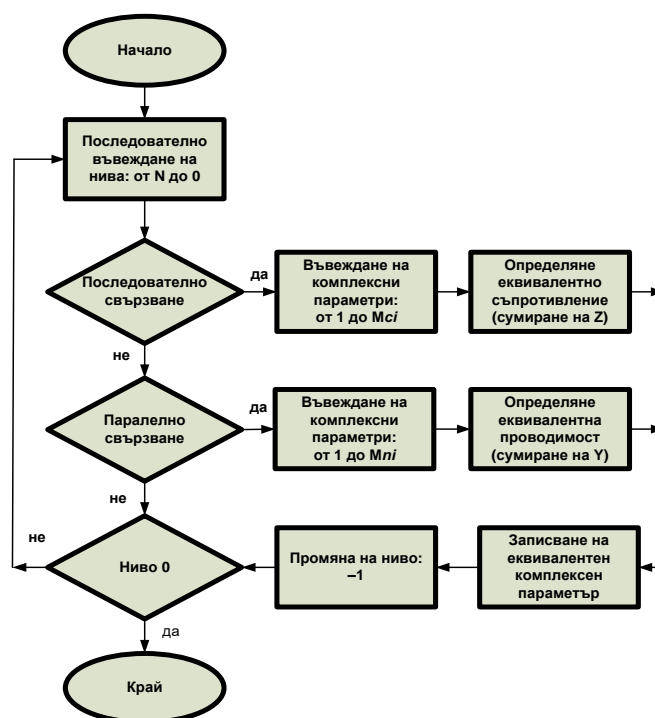 Начало
Последователно
въвеждане на
нива: от N до 0
Последователно
свързване
да
Въвеждане на
комплексни
параметри:
от 1 до Mci
Определяне
еквивалентно
съпротивление
(сумиране на Z)
не
Паралелно
свързване
да
Въвеждане на
комплексни
параметри:
от 1 до Mni
Определяне
еквивалентна
проводимост
(сумиране на Y)
не
не
Ниво 0
Промяна на ниво:
–1
Записване на
еквивалентен
комплексен
параметър
да
Край